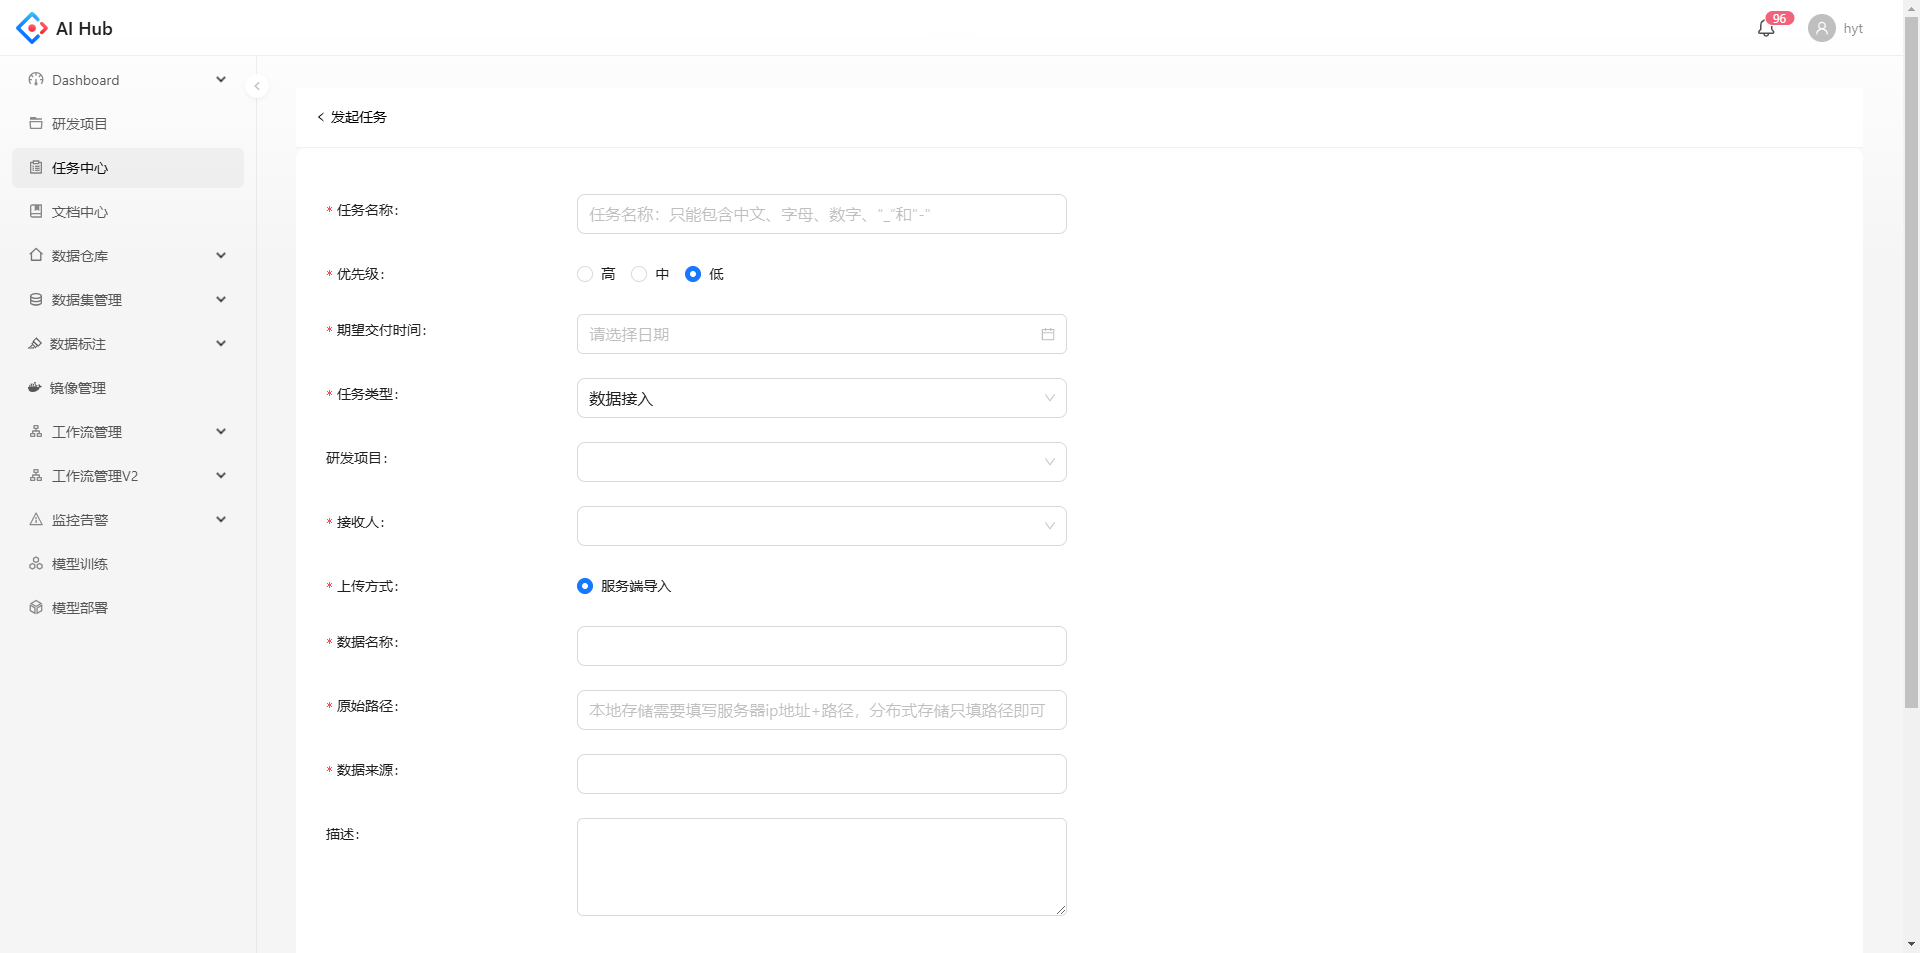 AI Hub
96
hyt
Dashboard
研发项目
任务中心
文档中心
数据仓库
数据集管理
数据标注
镜像管理
工作流管理
工作流管理V2
监控告警
模型训练
模型部署
发起任务
* 任务名称:
任务名称：只能包含中文、字母、数字、"_"和"-"
* 优先级:
高 中 低
* 期望交付时间:
请选择日期
* 任务类型:
数据接入
研发项目:
* 接收人:
* 上传方式:
服务端导入
* 数据名称:
* 原始路径:
本地存储需要填写服务器ip地址+路径，分布式存储只填路径即可
* 数据来源:
描述: